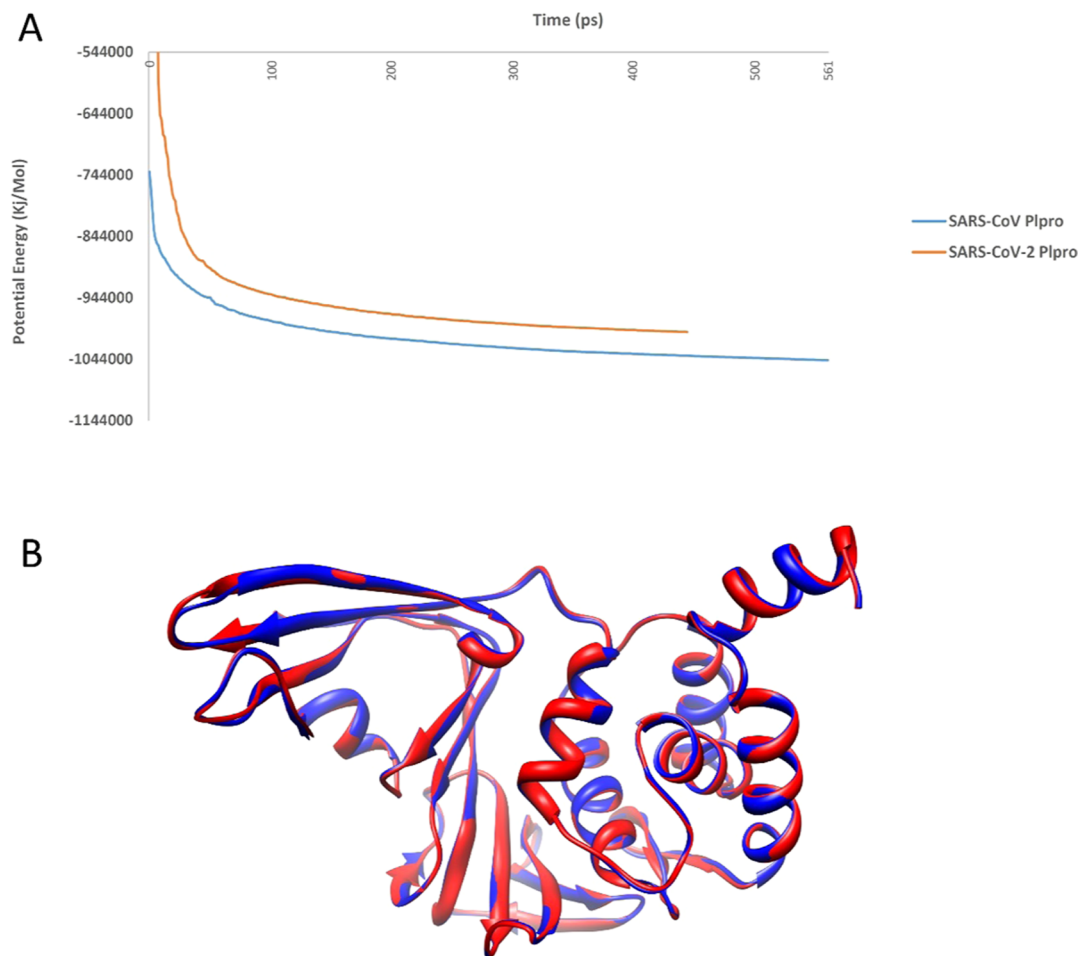 A
Time (ps)
-544000
0
100
200
300
400
500
561
-644000
-744000
-844000
-944000
-1044000
-1144000
Potential Energy (Kj/Mol)
SARS-CoV Plpro
SARS-CoV-2 Plpro
B